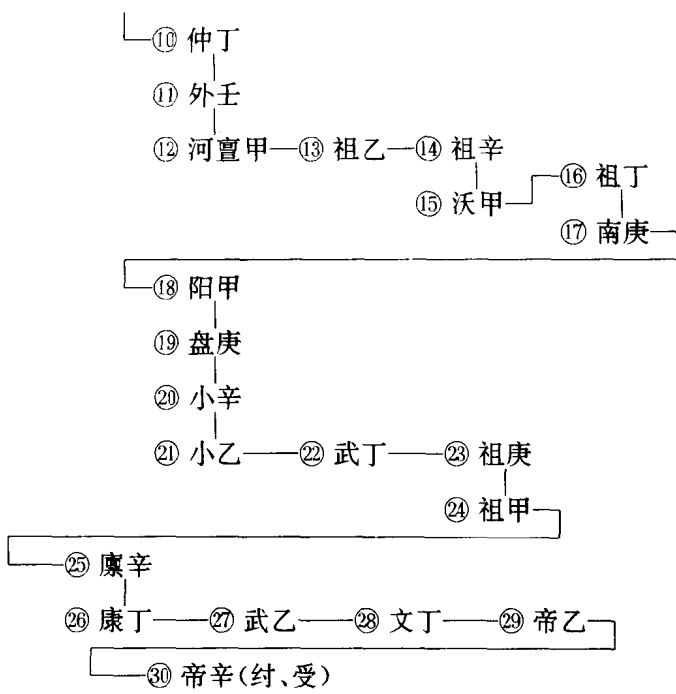 ⑩ 仲丁
⑪ 外壬
⑫ 河亶甲 ⑬ 祖乙 ⑭ 祖辛
⑯ 祖丁
⑮ 沃甲
⑰ 南庚
⑱ 阳甲
⑲ 盘庚
⑳ 小辛
㉑ 小乙 ㉒ 武丁 ㉓ 祖庚
㉔ 祖甲
㉕ 廪辛
㉖ 康丁 ㉗ 武乙 ㉘ 文丁 ㉙ 帝乙
㉚ 帝辛(纣、受)